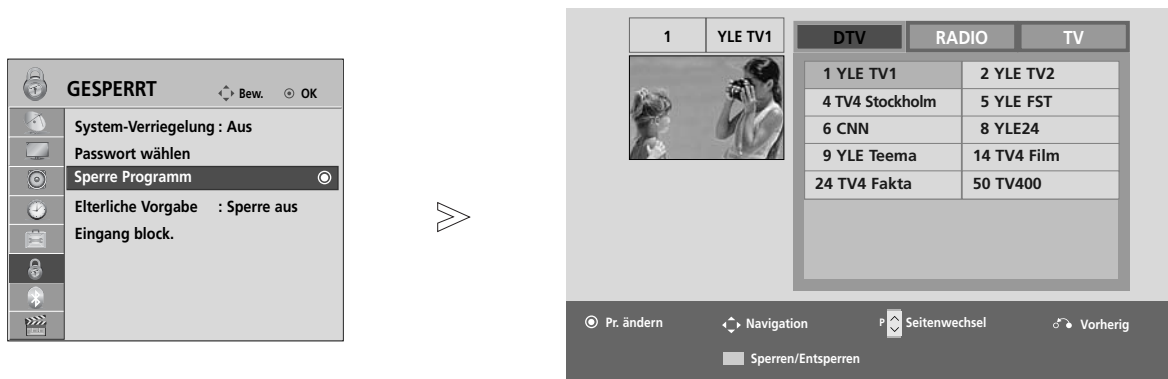 GESPERRT Bew. OK
System-Verriegelung : Aus
Passwort wählen
Sperre Programm
Elterliche Vorgabe : Sperre aus
Eingang block.
1 YLE TV1
DTV RADIO TV
1 YLE TV1 2 YLE TV2
4 TV4 Stockholm 5 YLE FST
6 CNN 8 YLE24
9 YLE Teema 14 TV4 Film
24 TV4 Fakta 50 TV400
Pr. ändern Navigation P Seitenwechsel Vorherig
Sperren/Entsperren